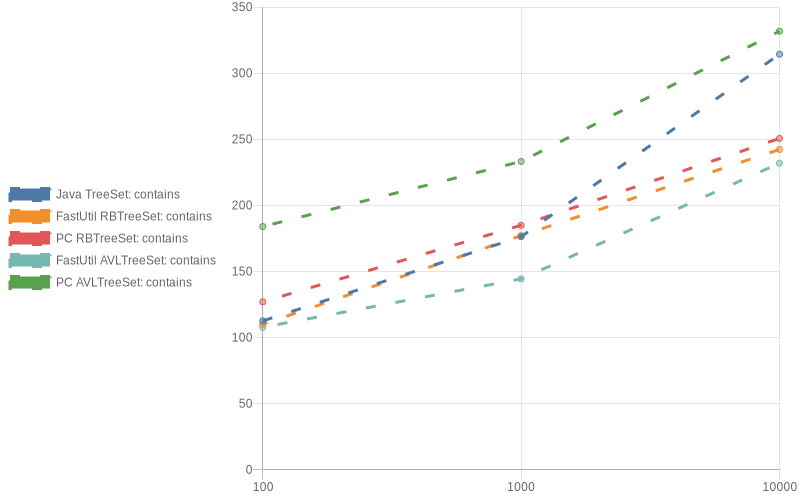 Java TreeSet: contains
FastUtil RBTreeSet: contains
PC RBTreeSet: contains
FastUtil AVLTreeSet: contains
PC AVLTreeSet: contains
350
300
250
200
150
100
50
0
100
1000
10000